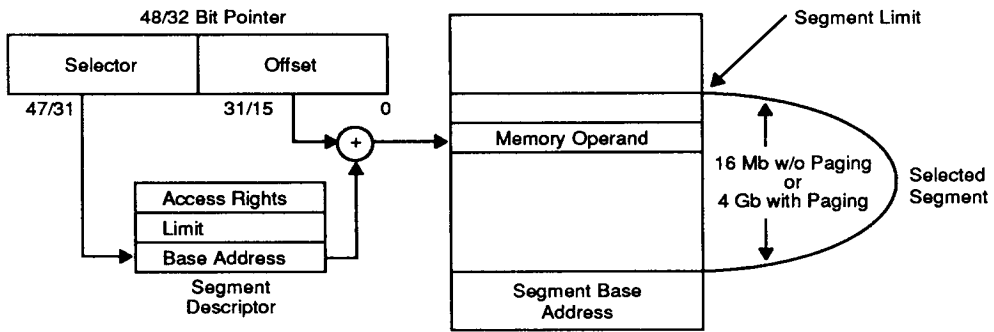 48/32 Bit Pointer
Selector
Offset
47/31
31/15
0
+
Access Rights
Limit
Base Address
Segment
Descriptor
Memory Operand
Segment Base
Address
Segment Limit
16 Mb w/o Paging
or
4 Gb with Paging
Selected
Segment